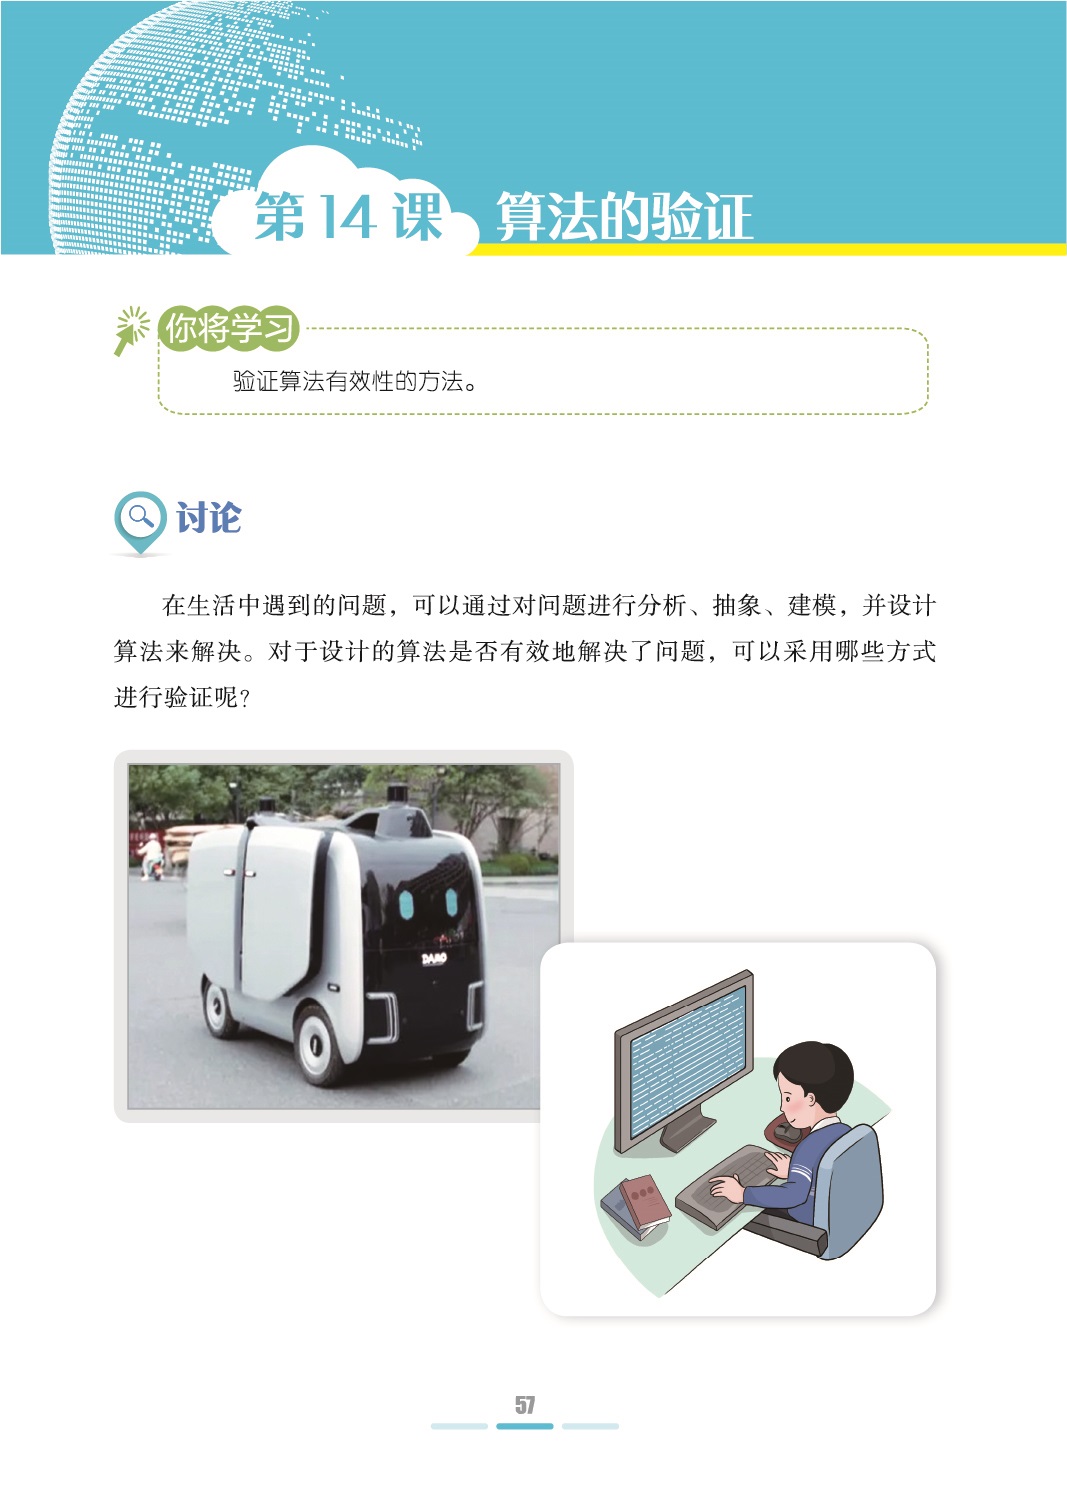 第14课 算法的验证
你将学习
验证算法有效性的方法。
讨论
在生活中遇到的问题，可以通过对问题进行分析、抽象、建模，并设计
算法来解决。对于设计的算法是否有效地解决了问题，可以采用哪些方式
进行验证呢？
DAMO
57